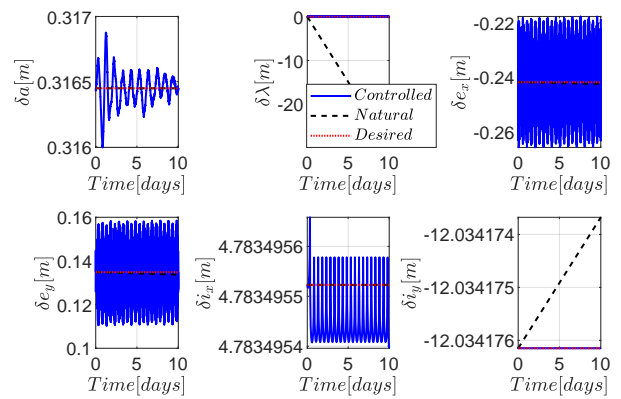 0.317
0.3165
0.316
δa[m]
0 5 10
Time[days]
0
-10
-20
δλ[m]
Controlled
Natural
Desired
0 5 10
Time[days]
-0.22
-0.24
-0.26
δe_x[m]
0 5 10
Time[days]
0.16
0.14
0.12
0.1
δe_y[m]
0 5 10
Time[days]
4.7834956
4.7834955
4.7834954
δi_x[m]
0 5 10
Time[days]
-12.034174
-12.034175
-12.034176
δi_y[m]
0 5 10
Time[days]